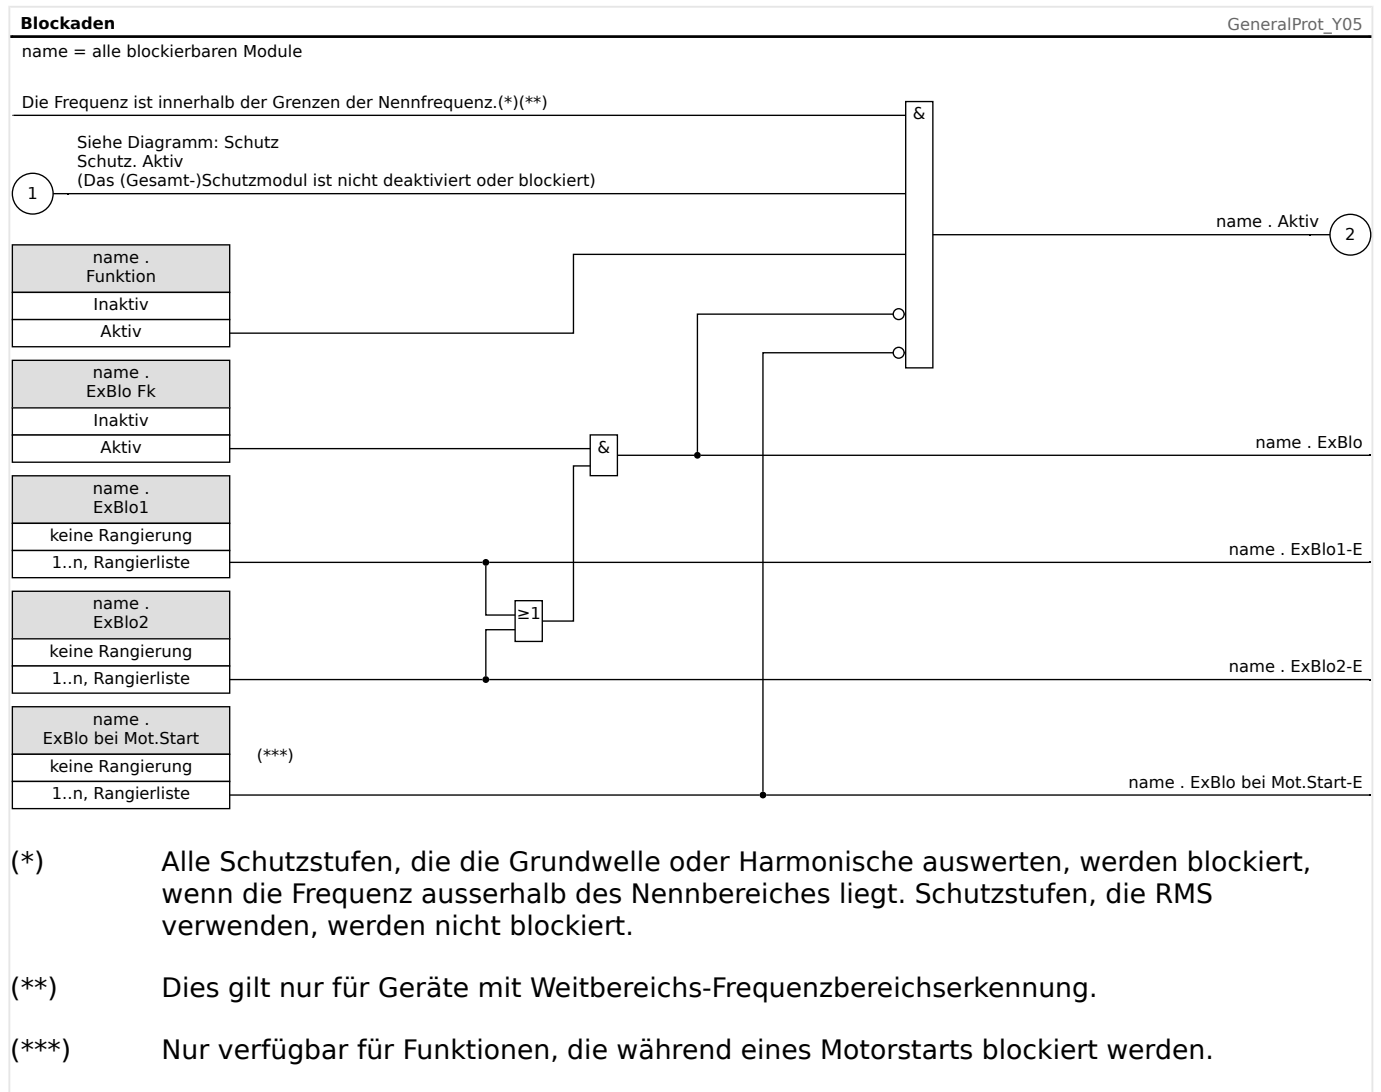 Blockaden
GeneralProt_Y05
name = alle blockierbaren Module
Die Frequenz ist innerhalb der Grenzen der Nennfrequenz.(*)(**)
&
Siehe Diagramm: Schutz
Schutz. Aktiv
(Das (Gesamt-)Schutzmodul ist nicht deaktiviert oder blockiert)
1
name . Aktiv
2
name .
Funktion
Inaktiv
Aktiv
name .
ExBlo Fk
Inaktiv
Aktiv
&
name . ExBlo
name .
ExBlo1
keine Rangierung
1..n, Rangierliste
name . ExBlo1-E
≥1
name .
ExBlo2
keine Rangierung
1..n, Rangierliste
name . ExBlo2-E
name .
ExBlo bei Mot.Start
keine Rangierung
1..n, Rangierliste
(***)
name . ExBlo bei Mot.Start-E
(*) Alle Schutzstufen, die die Grundwelle oder Harmonische auswerten, werden blockiert,
wenn die Frequenz ausserhalb des Nennbereiches liegt. Schutzstufen, die RMS
verwenden, werden nicht blockiert.
(**) Dies gilt nur für Geräte mit Weitbereichs-Frequenzbereichserkennung.
(***) Nur verfügbar für Funktionen, die während eines Motorstarts blockiert werden.